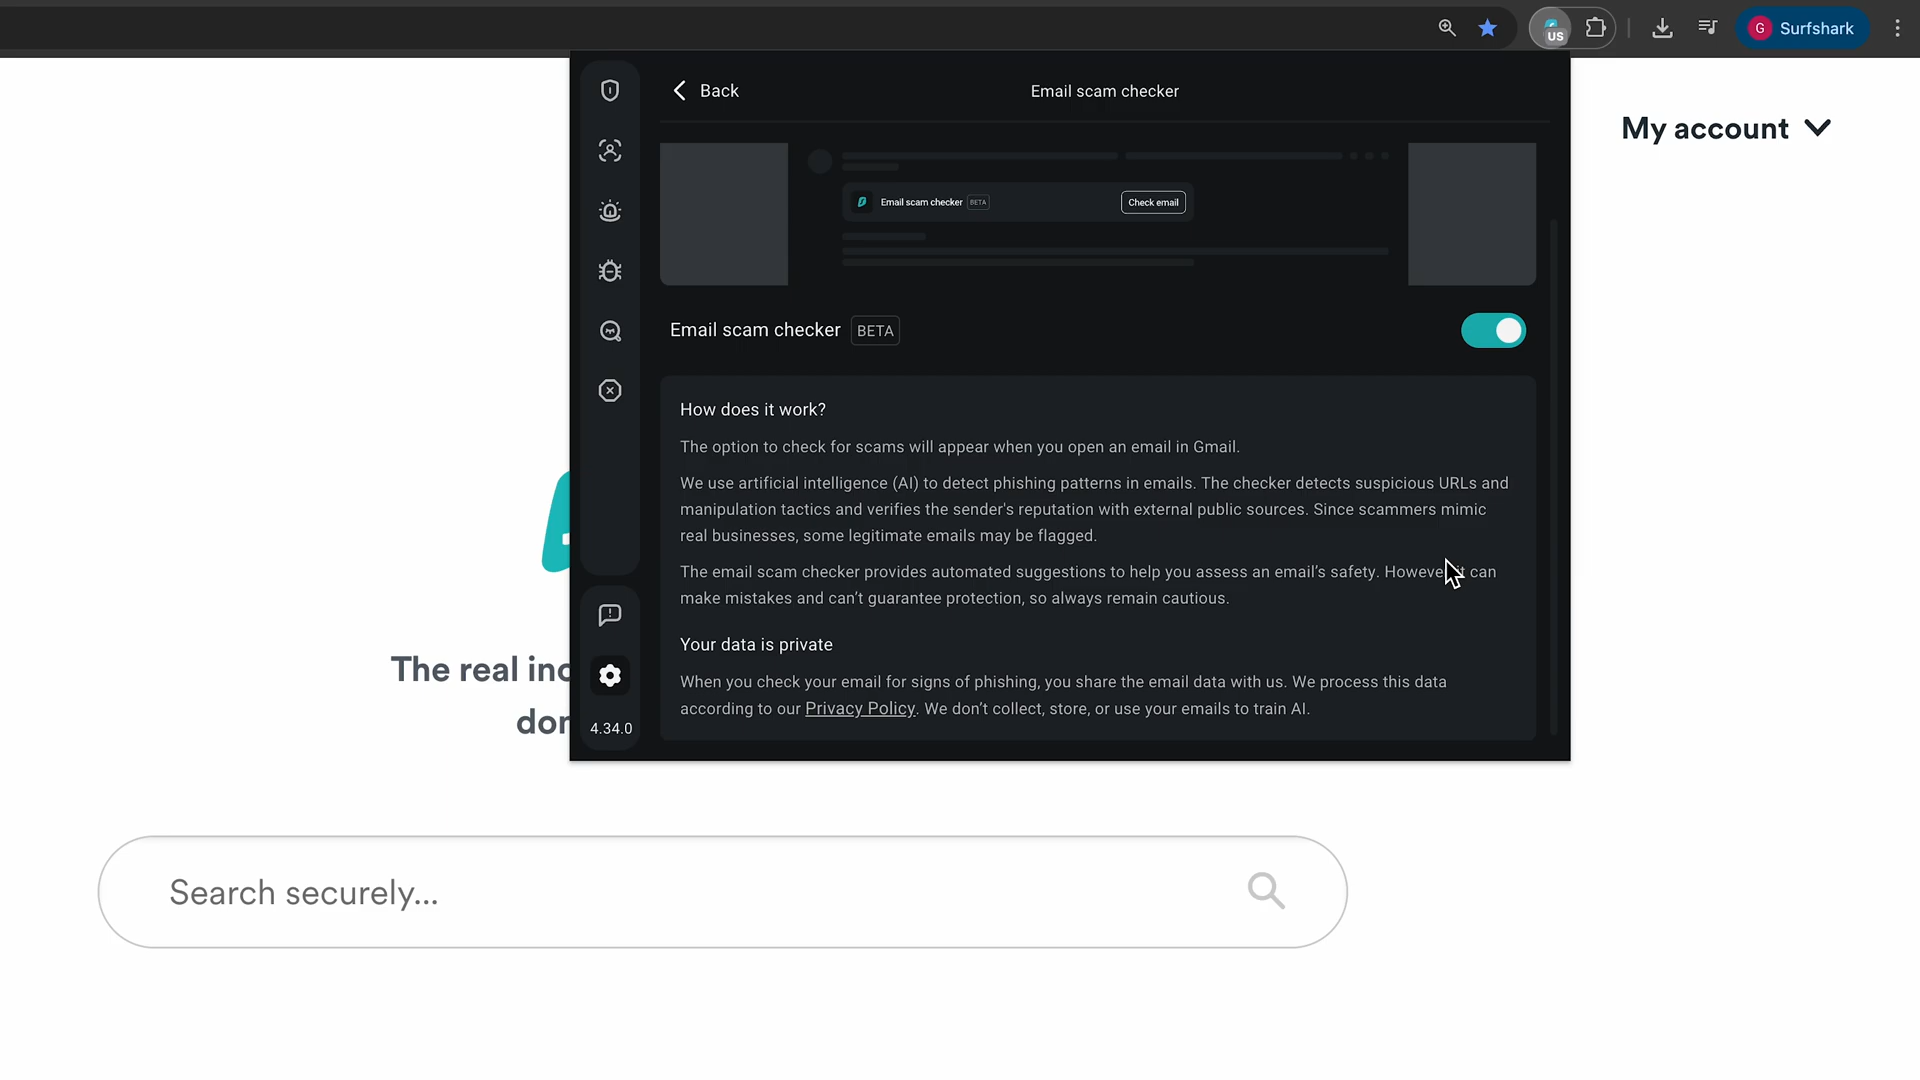 US
G
Surfshark
Back
Email scam checker
My account
Email scam checker BETA
Check email
Email scam checker BETA
How does it work?
The option to check for scams will appear when you open an email in Gmail.
We use artificial intelligence (AI) to detect phishing patterns in emails. The checker detects suspicious URLs and
manipulation tactics and verifies the sender's reputation with external public sources. Since scammers mimic
real businesses, some legitimate emails may be flagged.
The email scam checker provides automated suggestions to help you assess an email’s safety. However, it can
make mistakes and can’t guarantee protection, so always remain cautious.
Your data is private
When you check your email for signs of phishing, you share the email data with us. We process this data
according to our Privacy Policy. We don’t collect, store, or use your emails to train AI.
4.34.0
The real
Search securely...